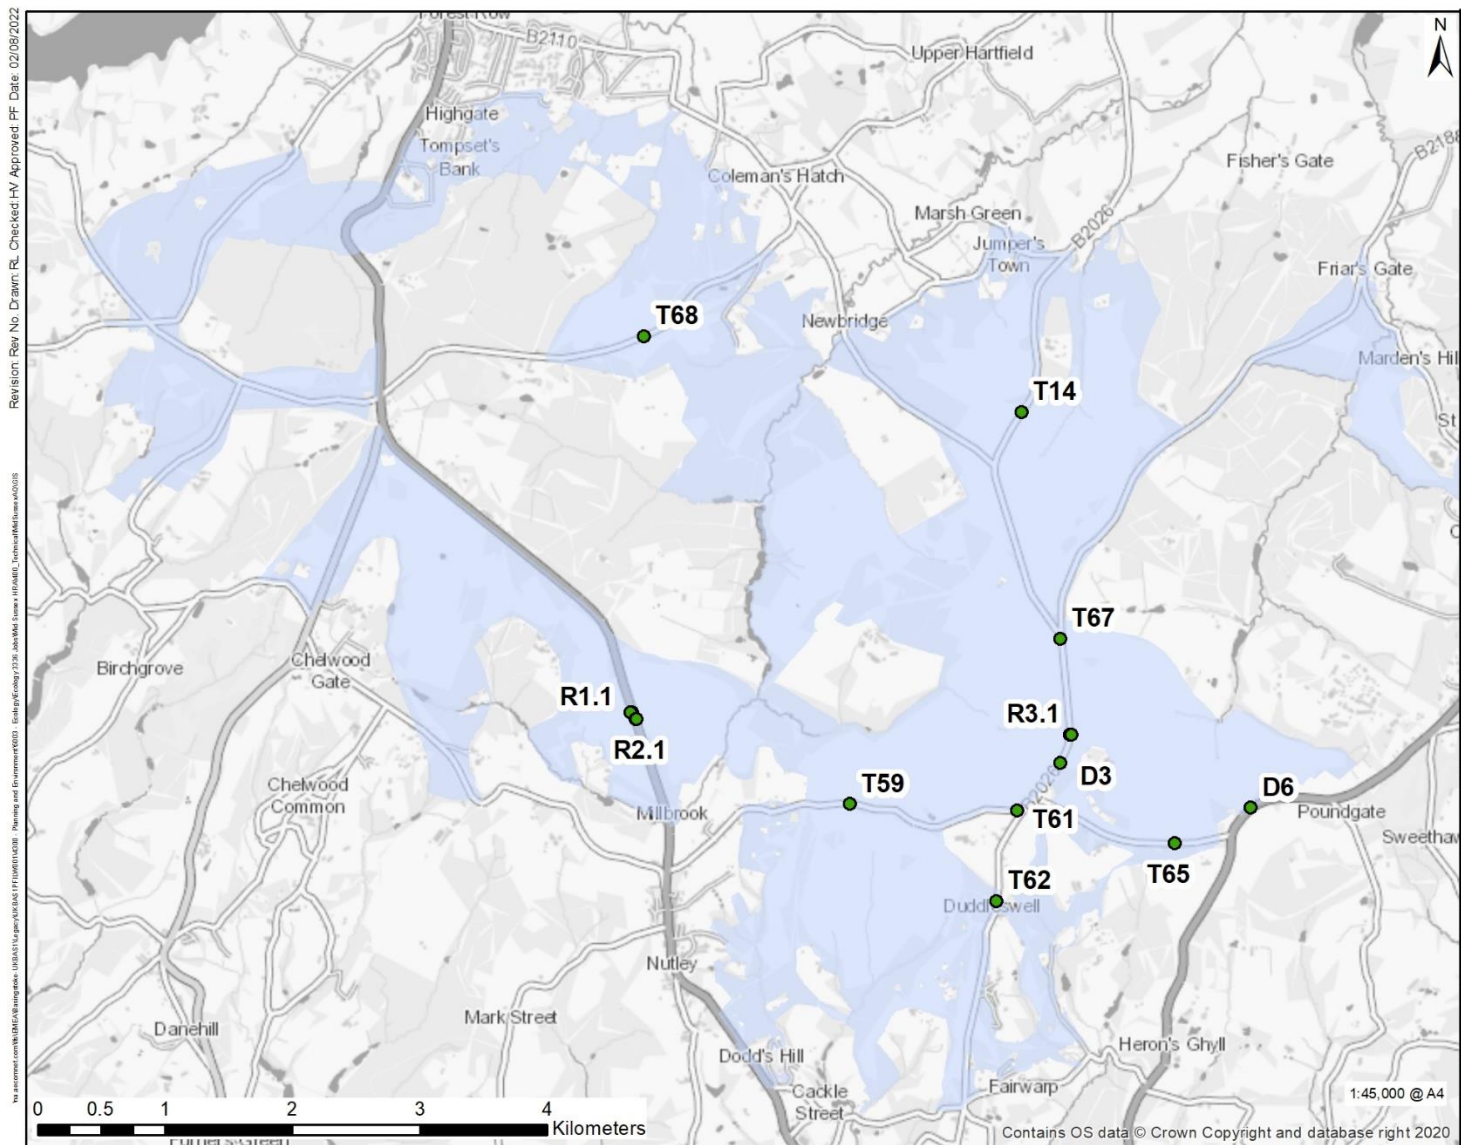 Revision: Rev No. Drawn: RL Checked: HV Approved: PF Date: 02/08/2022
N
Forest Row
B2110
Upper Hartfield
Highgate
Tompset's
Bank
Coleman's Hatch
Fisher's Gate
B2188
Marsh Green
Jumper's
Town
B2026
Friar's Gate
T68
Newbridge
Marden's Hill
T14
St
T67
Birchgrove
Chelwood
Gate
R1.1
R2.1
R3.1
D3
B2026
Chelwood
Common
T59
Millbrook
T61
D6
Poundgate
Sweethaw
T65
T62
Duddleswell
Nutley
Danehill
Mark Street
Heron's Ghyll
Dodd's Hill
Fairwarp
Cackle
Street
1:45,000 @ A4
0 0.5 1 2 3 4
Kilometers
Contains OS data © Crown Copyright and database right 2020